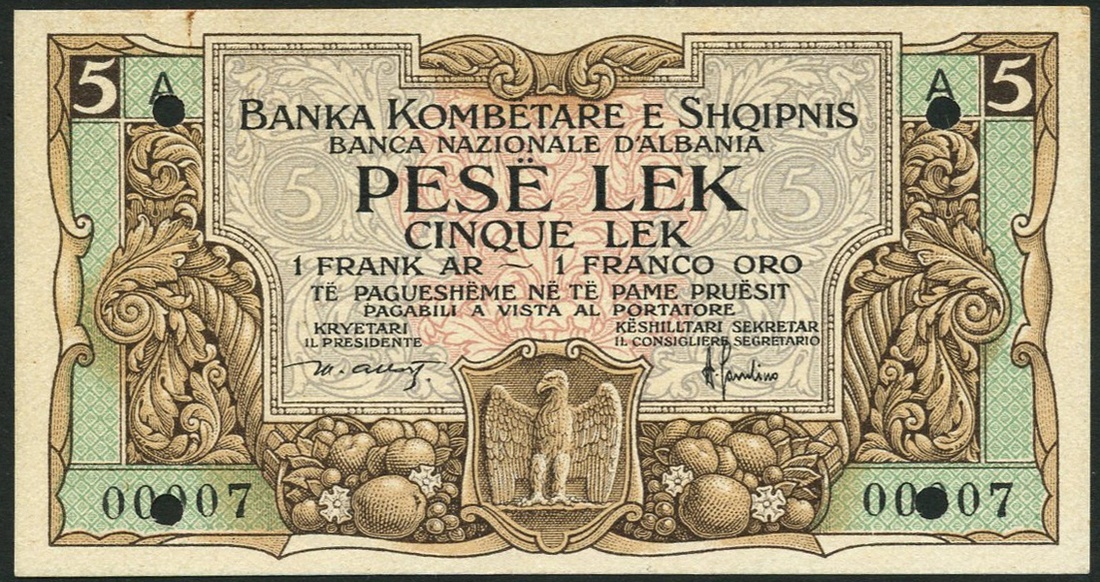 5 A A 5
BANKA KOMBËTARE E SHQIPNIS
BANCA NAZIONALE D'ALBANIA
5 PESË LEK 5
CINQUE LEK
1 FRANK AR ~ 1 FRANCO ORO
TË PAGUESHËME NË TË PAME PRUËSIT
PAGABILI A VISTA AL PORTATORE
KRYETARI KËSHILLTARI SEKRETAR
IL PRESIDENTE IL CONSIGLIERE SEGRETARIO
00007 00007